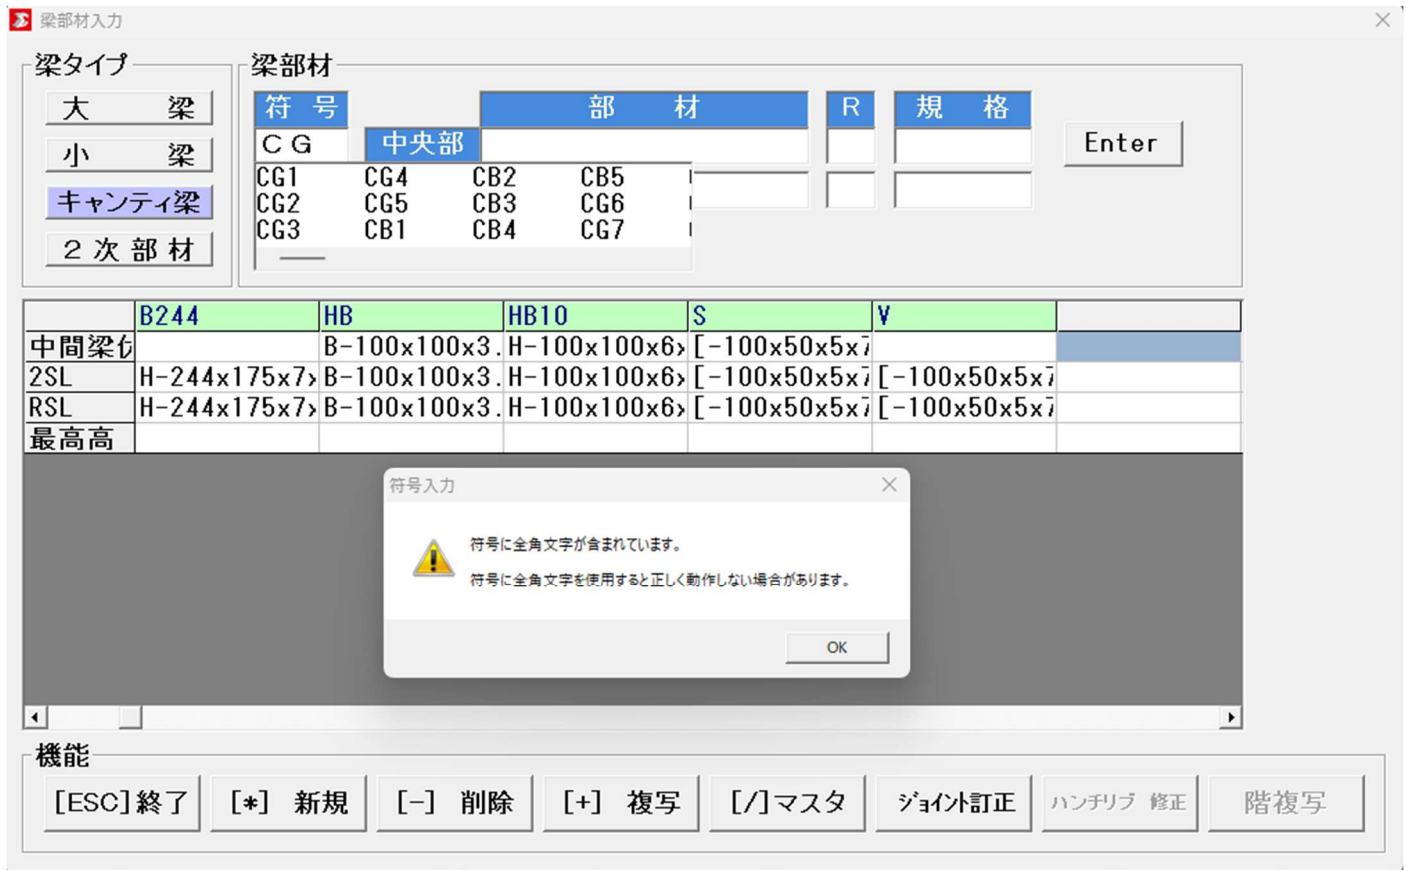 梁部材入力
梁タイプ
大 梁
小 梁
キャンティ梁
2 次 部 材
梁部材
符 号 部 材 R 規 格
CG 中央部
Enter
CG1 CG4 CB2 CB5
CG2 CG5 CB3 CG6
CG3 CB1 CB4 CG7
B244 HB HB10 S V
中間梁 B-100x100x3. H-100x100x6x [-100x50x5x7
2SL H-244x175x7x B-100x100x3. H-100x100x6x [-100x50x5x7 [-100x50x5x7
RSL H-244x175x7x B-100x100x3. H-100x100x6x [-100x50x5x7 [-100x50x5x7
最高高
符号入力
符号に全角文字が含まれています。
符号に全角文字を使用すると正しく動作しない場合があります。
OK
機能
[ESC]終了 [*] 新規 [-] 削除 [+] 複写 [/]マスタ ジョイント訂正 ハンチリブ 修正 階複写